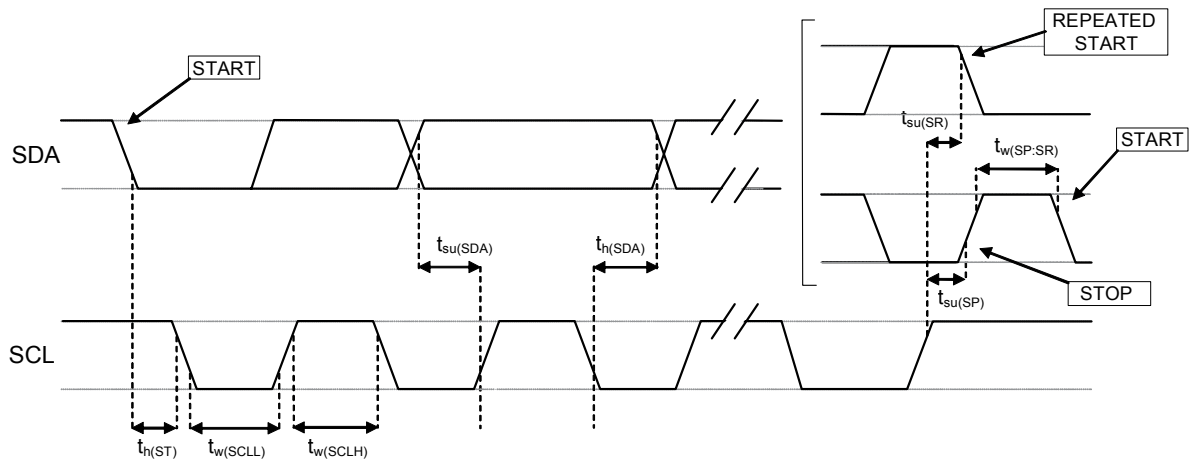 REPEATED
START
START
tsu(SR)
START
tw(SP:SR)
SDA
tsu(SDA)
th(SDA)
tsu(SP)
STOP
SCL
th(ST)
tw(SCLL)
tw(SCLH)